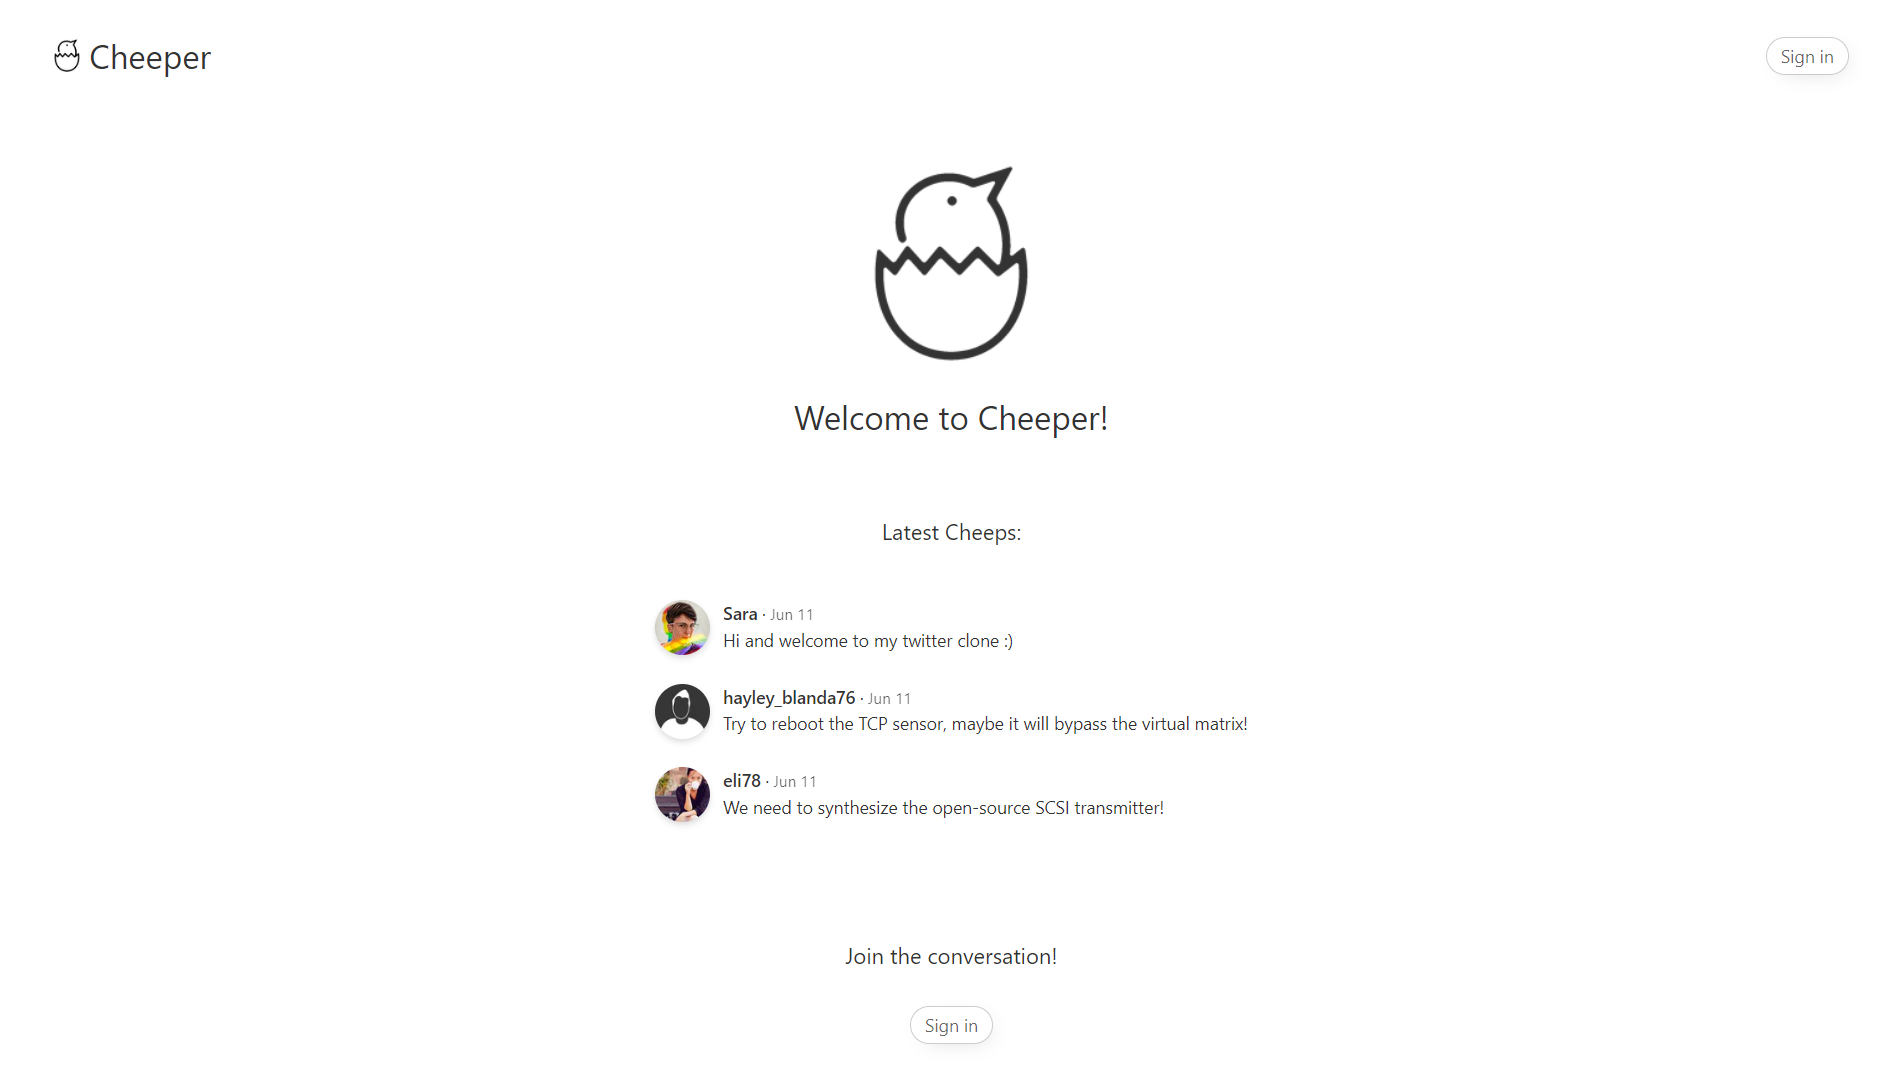 Cheeper
Sign in
Welcome to Cheeper!
Latest Cheeps:
Sara · Jun 11
Hi and welcome to my twitter clone :)
hayley_blanda76 · Jun 11
Try to reboot the TCP sensor, maybe it will bypass the virtual matrix!
eli78 · Jun 11
We need to synthesize the open-source SCSI transmitter!
Join the conversation!
Sign in